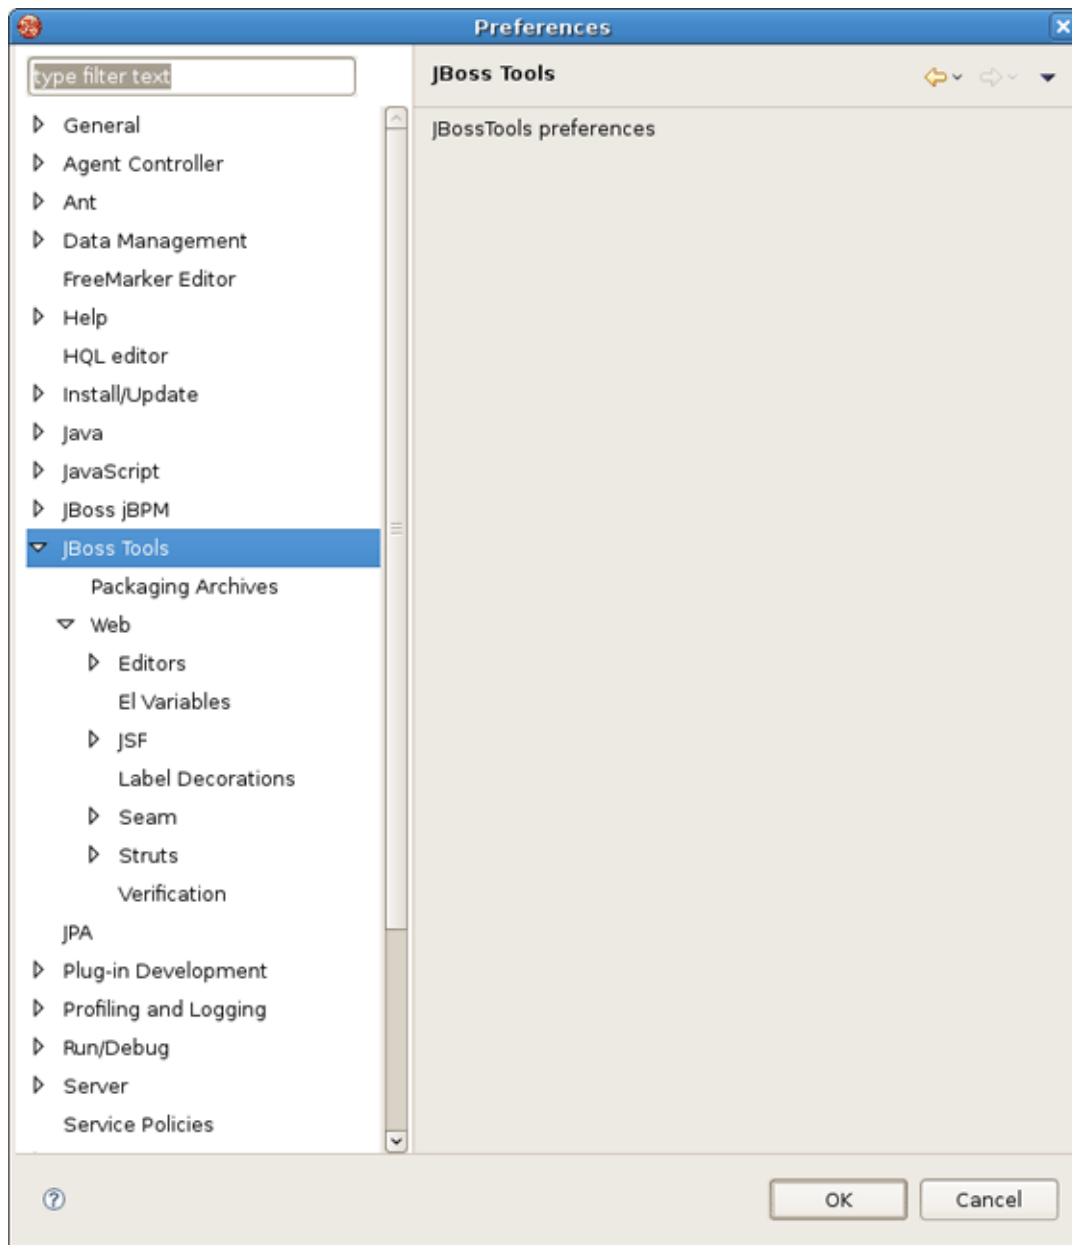 Preferences
type filter text
JBoss Tools
JBossTools preferences
General
Agent Controller
Ant
Data Management
FreeMarker Editor
Help
HQL editor
Install/Update
Java
JavaScript
JBoss jBPM
JBoss Tools
Packaging Archives
Web
Editors
El Variables
JSF
Label Decorations
Seam
Struts
Verification
JPA
Plug-in Development
Profiling and Logging
Run/Debug
Server
Service Policies
OK
Cancel